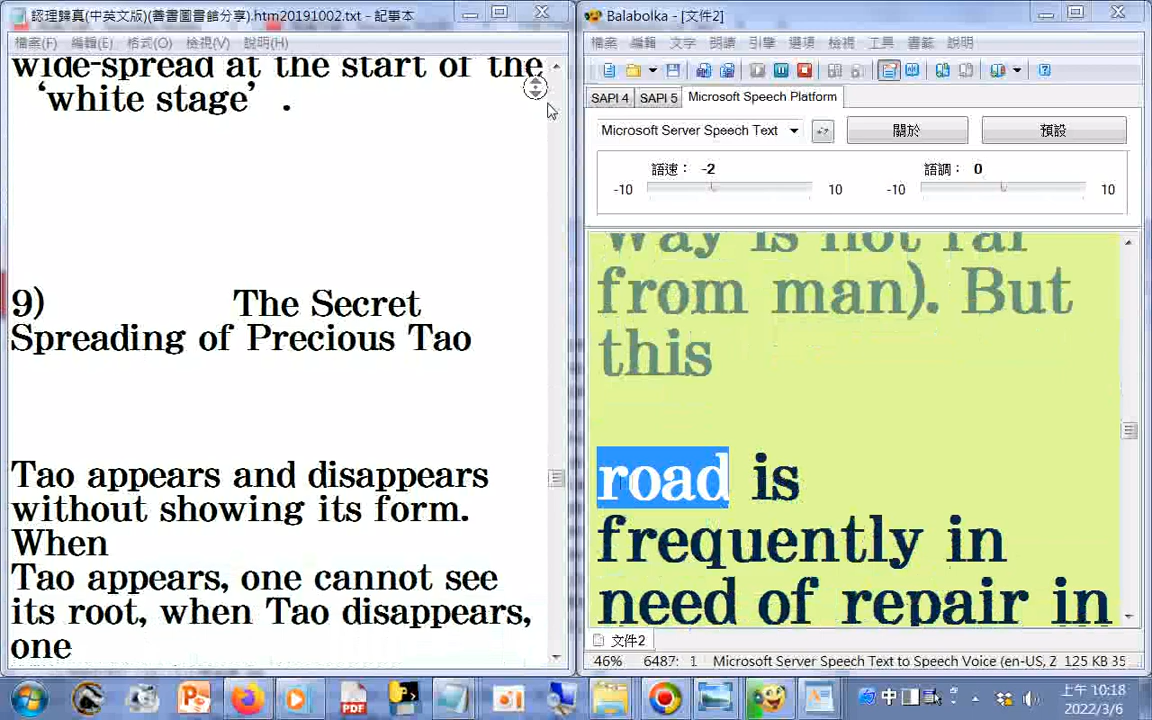 認理歸真(中英文版)(善書圖書館分享).htm20191002.txt - 記事本
檔案(F) 編輯(E) 格式(O) 檢視(V) 說明(H)
wide-spread at the start of the
‘white stage’ .
9) The Secret
Spreading of Precious Tao
Tao appears and disappears
without showing its form.
When
Tao appears, one cannot see
its root, when Tao disappears,
one
Balabolka - [文件2]
檔案 編輯 文字 朗讀 引擎 選項 檢視 工具 書籤 說明
SAPI 4 SAPI 5 Microsoft Speech Platform
Microsoft Server Speech Text 關於 預設
語速： -2 語調： 0
-10 10 -10 10
way is not far
from man). But
this
road is
frequently in
need of repair in
文件2
46% 6487: 1 Microsoft Server Speech Text to Speech Voice (en-US, Z 125 KB 35
中 上午 10:18
2022/3/6